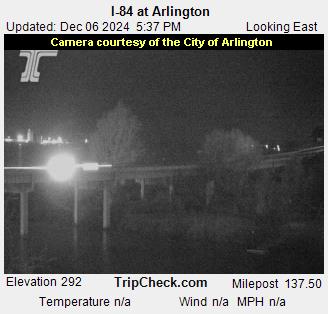 I-84 at Arlington
Updated: Dec 06 2024 5:37 PM Looking East
Camera courtesy of the City of Arlington
Elevation 292 TripCheck.com Milepost 137.50
Temperature n/a Wind n/a MPH n/a